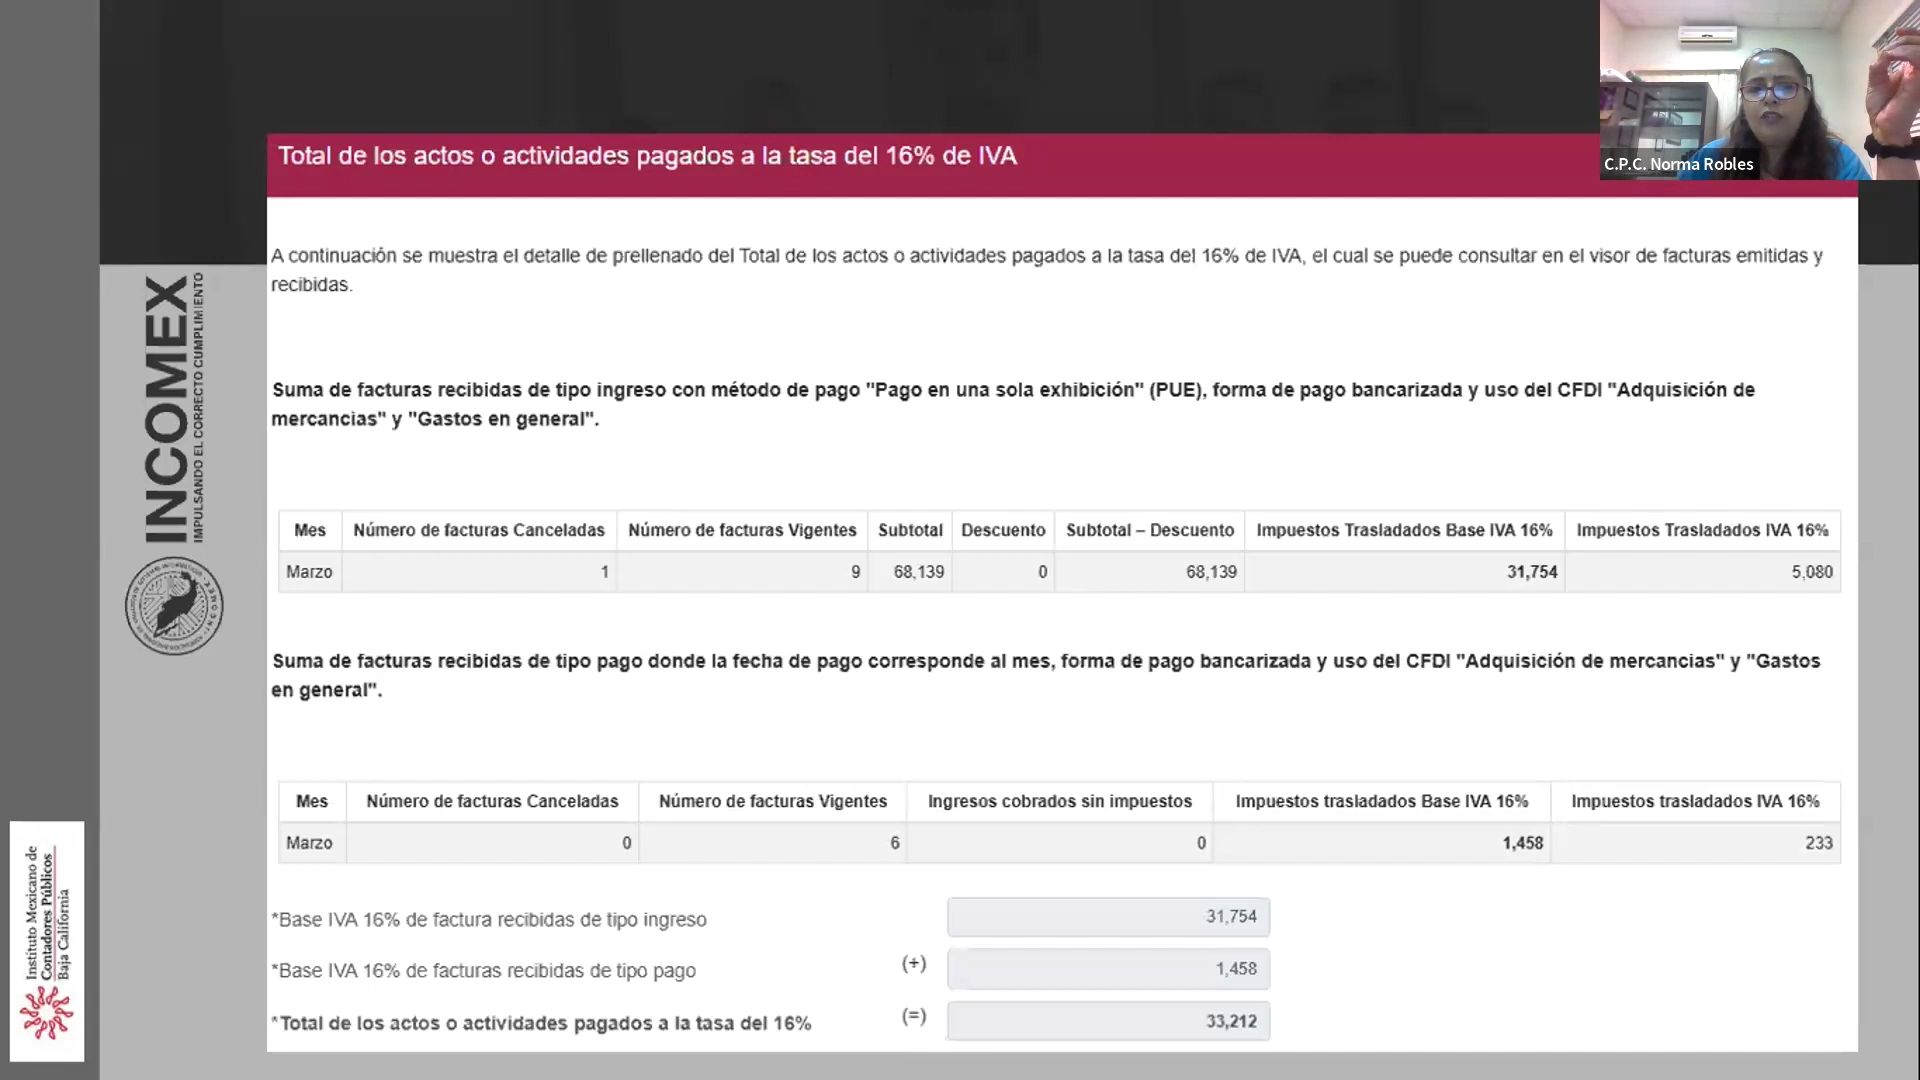 C.P.C. Norma Robles
Total de los actos o actividades pagados a la tasa del 16% de IVA
A continuación se muestra el detalle de prellenado del Total de los actos o actividades pagados a la tasa del 16% de IVA, el cual se puede consultar en el visor de facturas emitidas y
recibidas.
Suma de facturas recibidas de tipo ingreso con método de pago "Pago en una sola exhibición" (PUE), forma de pago bancarizada y uso del CFDI "Adquisición de
mercancias" y "Gastos en general".
Mes Número de facturas Canceladas Número de facturas Vigentes Subtotal Descuento Subtotal – Descuento Impuestos Trasladados Base IVA 16% Impuestos Trasladados IVA 16%
Marzo 1 9 68,139 0 68,139 31,754 5,080
Suma de facturas recibidas de tipo pago donde la fecha de pago corresponde al mes, forma de pago bancarizada y uso del CFDI "Adquisición de mercancias" y "Gastos
en general".
Mes Número de facturas Canceladas Número de facturas Vigentes Ingresos cobrados sin impuestos Impuestos trasladados Base IVA 16% Impuestos trasladados IVA 16%
Marzo 0 6 0 1,458 233
*Base IVA 16% de factura recibidas de tipo ingreso 31,754
*Base IVA 16% de facturas recibidas de tipo pago (+) 1,458
*Total de los actos o actividades pagados a la tasa del 16% (=) 33,212
INCOMEX
IMPULSANDO EL CORRECTO CUMPLIMIENTO
Instituto Mexicano de
Contadores Públicos
Baja California